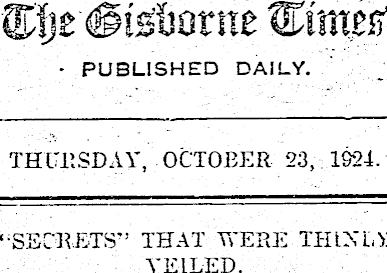 The Gisborne Times
PUBLISHED DAILY.
THURSDAY, OCTOBER 23, 1924.
"SECRETS" THAT WERE THINLY
VEILED.